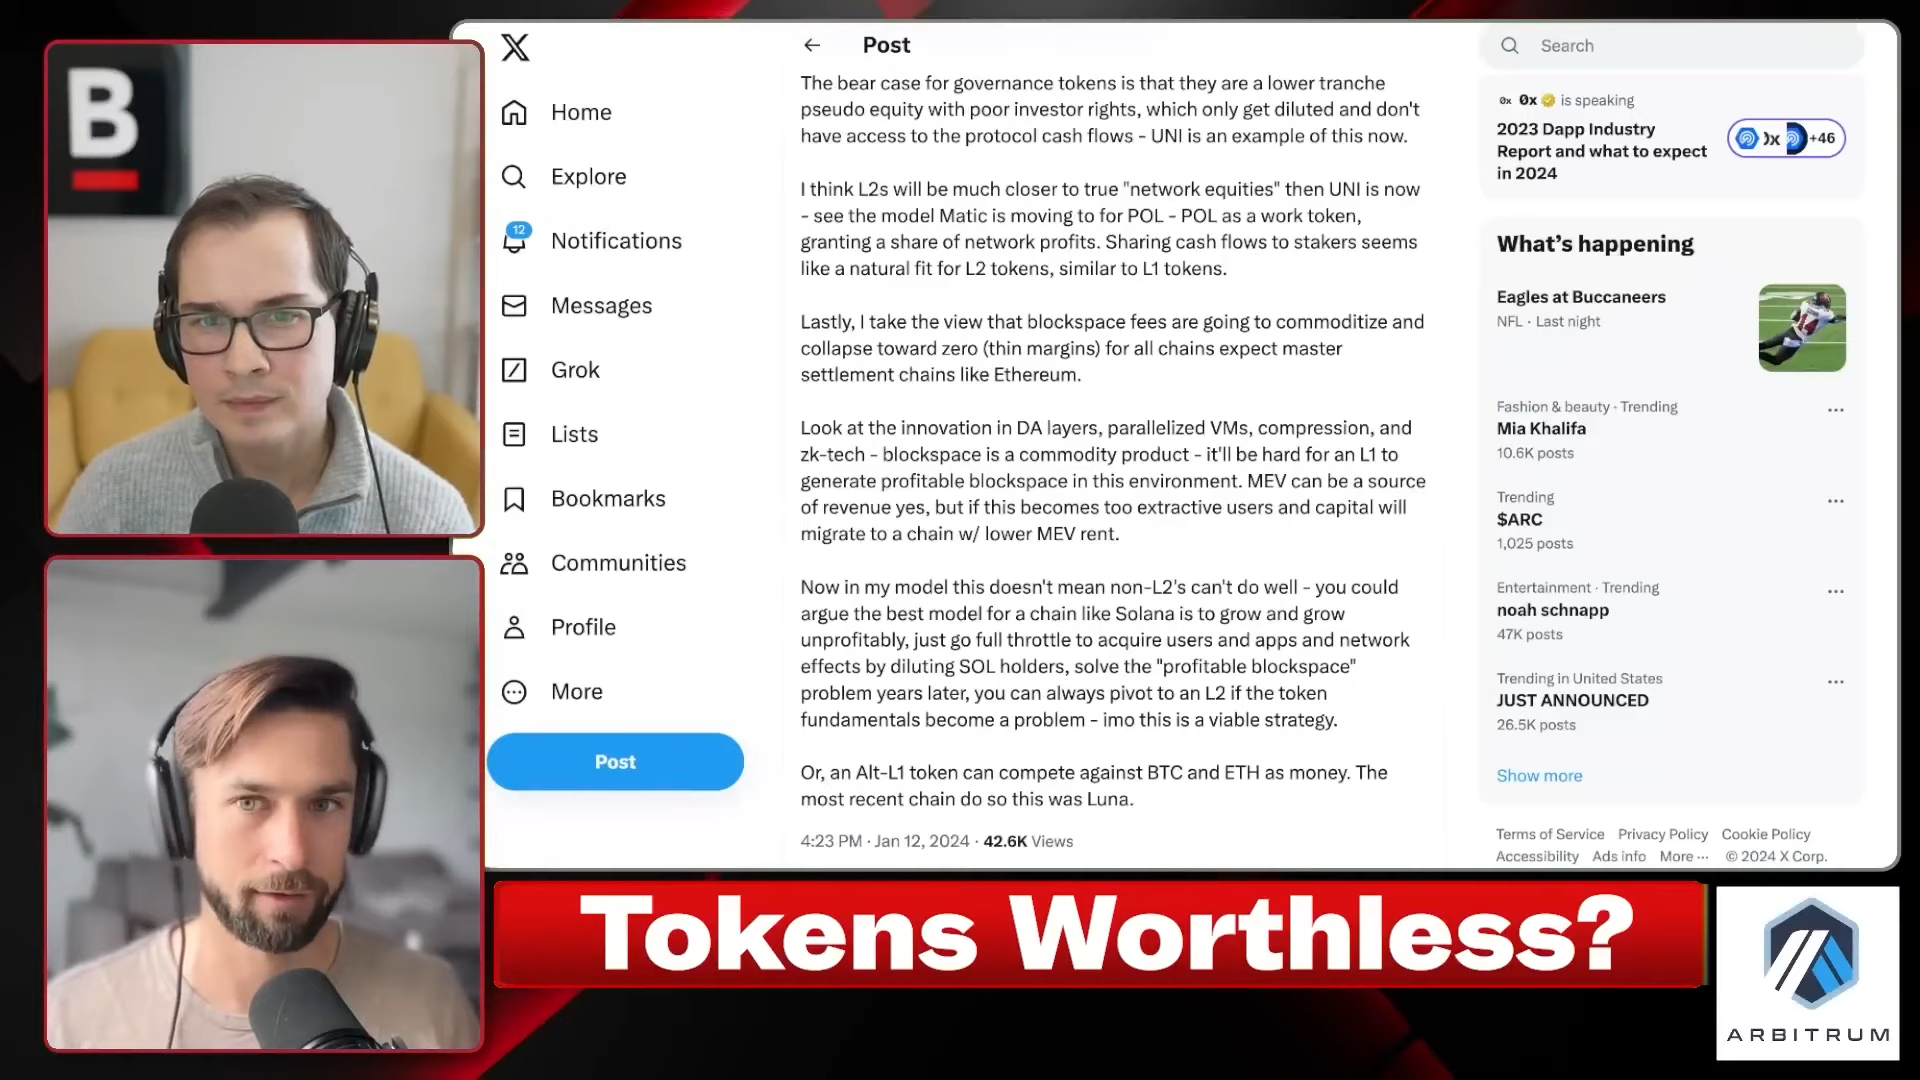 B
Home
Explore
12
Notifications
Messages
Grok
Lists
Bookmarks
Communities
Profile
More
Post
Post
The bear case for governance tokens is that they are a lower tranche
pseudo equity with poor investor rights, which only get diluted and don't
have access to the protocol cash flows - UNI is an example of this now.
I think L2s will be much closer to true "network equities" then UNI is now
- see the model Matic is moving to for POL - POL as a work token,
granting a share of network profits. Sharing cash flows to stakers seems
like a natural fit for L2 tokens, similar to L1 tokens.
Lastly, I take the view that blockspace fees are going to commoditize and
collapse toward zero (thin margins) for all chains expect master
settlement chains like Ethereum.
Look at the innovation in DA layers, parallelized VMs, compression, and
zk-tech - blockspace is a commodity product - it'll be hard for an L1 to
generate profitable blockspace in this environment. MEV can be a source
of revenue yes, but if this becomes too extractive users and capital will
migrate to a chain w/ lower MEV rent.
Now in my model this doesn't mean non-L2's can't do well - you could
argue the best model for a chain like Solana is to grow and grow
unprofitably, just go full throttle to acquire users and apps and network
effects by diluting SOL holders, solve the "profitable blockspace"
problem years later, you can always pivot to an L2 if the token
fundamentals become a problem - imo this is a viable strategy.
Or, an Alt-L1 token can compete against BTC and ETH as money. The
most recent chain do so this was Luna.
4:23 PM · Jan 12, 2024 · 42.6K Views
Search
0x 0x is speaking
2023 Dapp Industry
Report and what to expect
in 2024
+46
What's happening
Eagles at Buccaneers
NFL · Last night
Fashion & beauty · Trending
Mia Khalifa
10.6K posts
Trending
$ARC
1,025 posts
Entertainment · Trending
noah schnapp
47K posts
Trending in United States
JUST ANNOUNCED
26.5K posts
Show more
Terms of Service Privacy Policy Cookie Policy
Accessibility Ads info More ··· © 2024 X Corp.
Tokens Worthless?
ARBITRUM